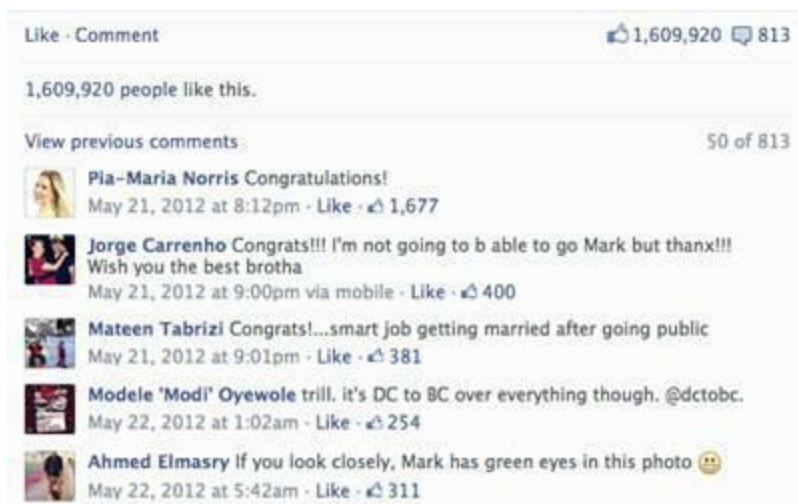 Like · Comment 1,609,920 813
1,609,920 people like this.
View previous comments 50 of 813
Pia-Maria Norris Congratulations!
May 21, 2012 at 8:12pm · Like · 1,677
Jorge Carrenho Congrats!!! I'm not going to b able to go Mark but thanx!!!
Wish you the best brotha
May 21, 2012 at 9:00pm via mobile · Like · 400
Mateen Tabrizi Congrats!...smart job getting married after going public
May 21, 2012 at 9:01pm · Like · 381
Modele 'Modi' Oyewole trill. it's DC to BC over everything though. @dctobc.
May 22, 2012 at 1:02am · Like · 254
Ahmed Elmasry If you look closely, Mark has green eyes in this photo
May 22, 2012 at 5:42am · Like · 311